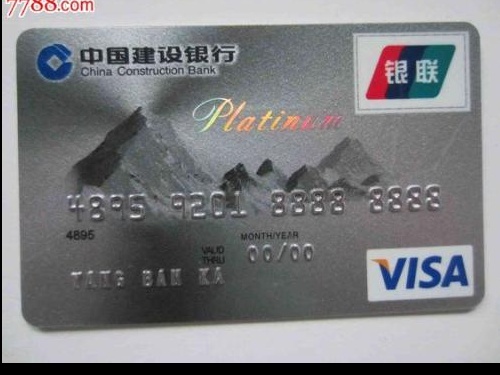 7788.com
中国建设银行
China Construction Bank
银联
Platinum
4895 9201 8888 8888
4895
MONTH/YEAR
VALID THRU
00/00
YANG BAN KA
VISA